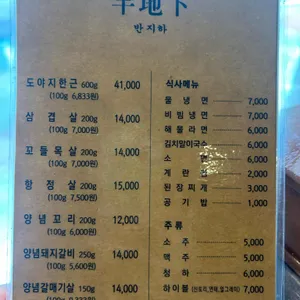 半地下
반지하
도야지한근 600g 41,000
(100g 6,833원)
삼겹살 200g 14,000
(100g 7,000원)
꼬들목살 200g 14,000
(100g 7,000원)
항정살 200g 15,000
(100g 7,500원)
양념꼬리 200g 12,000
(100g 6,000원)
양념돼지갈비 250g 14,000
(100g 5,600원)
양념갈매기살 150g 14,000
(100g 9,333원)
식사메뉴
물냉면 7,000
비빔냉면 7,000
해물라면 6,000
김치말이국수 6,000
소면 6,000
계란찜 2,000
된장찌개 3,000
공기밥 1,000
주류
소주 5,000
맥주 5,000
청하 6,000
하이볼 7,000